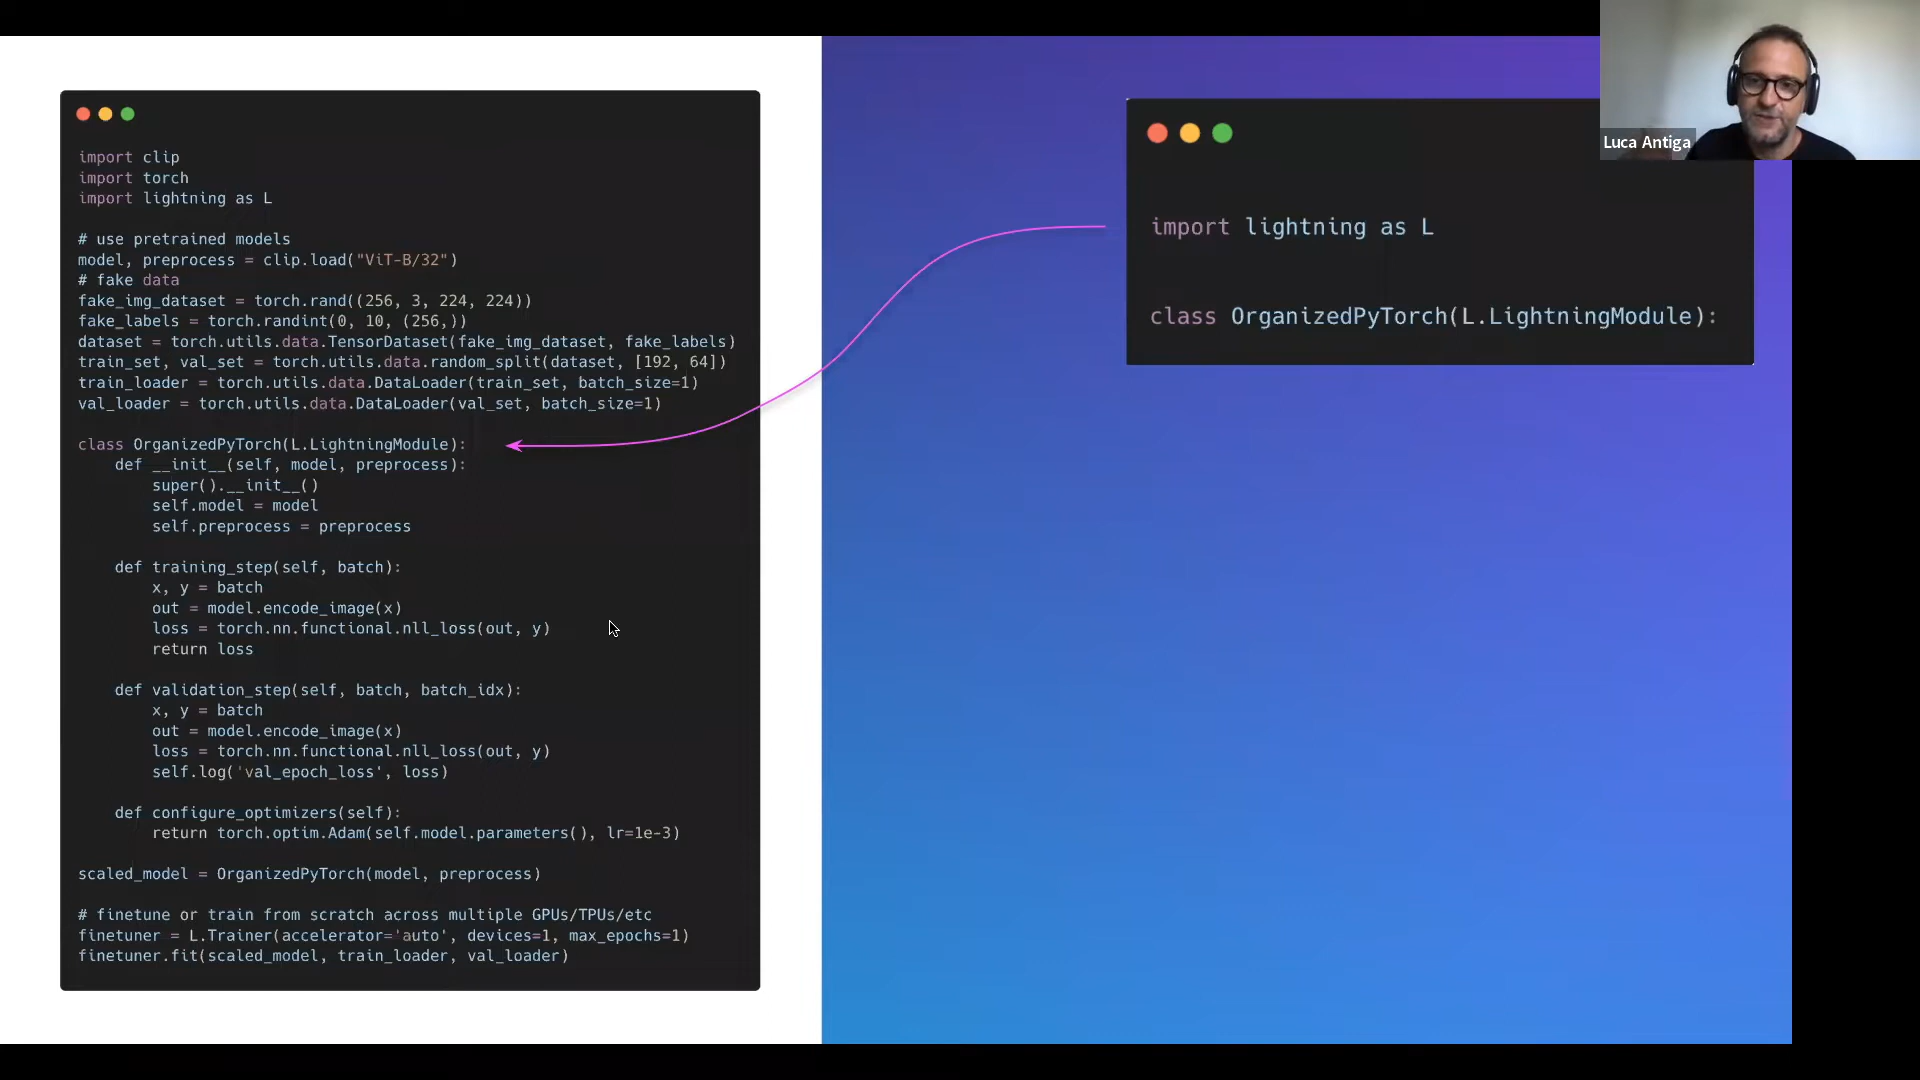 import clip
import torch
import lightning as L
# use pretrained models
model, preprocess = clip.load("ViT-B/32")
# fake data
fake_img_dataset = torch.rand((256, 3, 224, 224))
fake_labels = torch.randint(0, 10, (256,))
dataset = torch.utils.data.TensorDataset(fake_img_dataset, fake_labels)
train_set, val_set = torch.utils.data.random_split(dataset, [192, 64])
train_loader = torch.utils.data.DataLoader(train_set, batch_size=1)
val_loader = torch.utils.data.DataLoader(val_set, batch_size=1)
class OrganizedPyTorch(L.LightningModule):
    def __init__(self, model, preprocess):
        super().__init__()
        self.model = model
        self.preprocess = preprocess
    def training_step(self, batch):
        x, y = batch
        out = model.encode_image(x)
        loss = torch.nn.functional.nll_loss(out, y)
        return loss
    def validation_step(self, batch, batch_idx):
        x, y = batch
        out = model.encode_image(x)
        loss = torch.nn.functional.nll_loss(out, y)
        self.log('val_epoch_loss', loss)
    def configure_optimizers(self):
        return torch.optim.Adam(self.model.parameters(), lr=1e-3)
scaled_model = OrganizedPyTorch(model, preprocess)
# finetune or train from scratch across multiple GPUs/TPUs/etc
finetuner = L.Trainer(accelerator='auto', devices=1, max_epochs=1)
finetuner.fit(scaled_model, train_loader, val_loader)
import lightning as L
class OrganizedPyTorch(L.LightningModule):
Luca Antiga